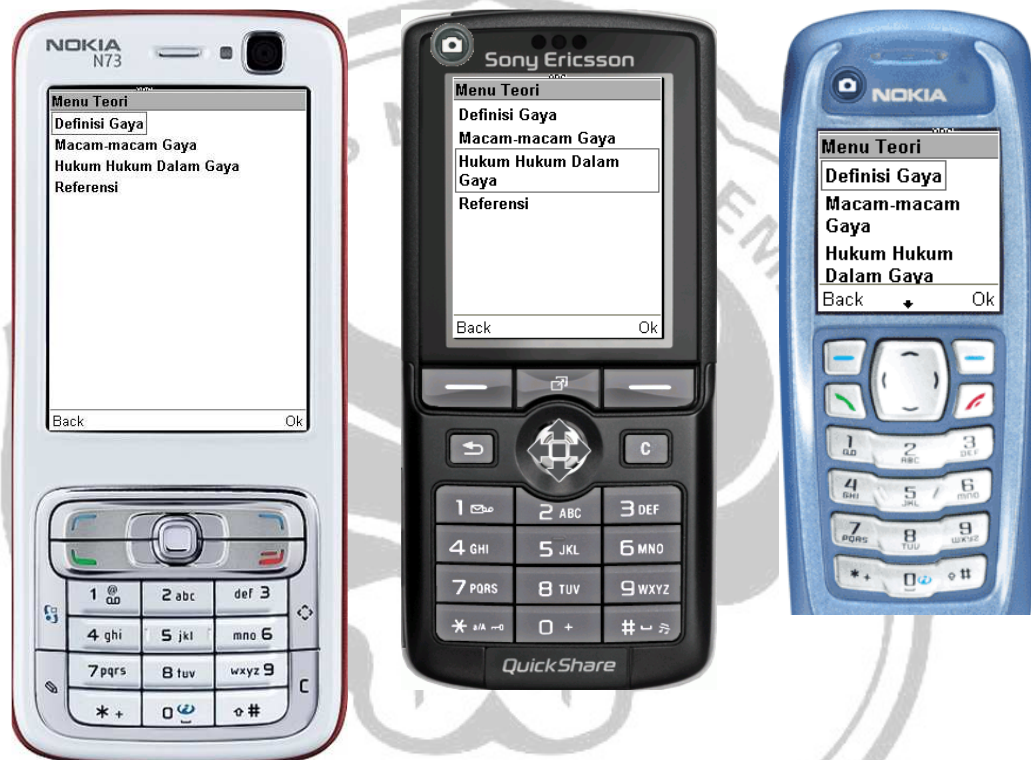 NOKIA
N73
Menu Teori
Definisi Gaya
Macam-macam Gaya
Hukum Hukum Dalam Gaya
Referensi
Back Ok
1 @
2 abc
def 3
4 ghi
5 jkl
mno 6
7 pqrs
8 tuv
wxyz 9
C
* +
0
#
Sony Ericsson
Menu Teori
Definisi Gaya
Macam-macam Gaya
Hukum Hukum Dalam
Gaya
Referensi
Back Ok
C
1
2 ABC
3 DEF
4 GHI
5 JKL
6 MNO
7 PQRS
8 TUV
9 WXYZ
* a/A
0 +
#
QuickShare
NOKIA
Menu Teori
Definisi Gaya
Macam-macam
Gaya
Hukum Hukum
Dalam Gaya
Back Ok
1
2 ABC
3 DEF
4 GHI
5 JKL
6 mno
7 PQRS
8 TUV
9 wxyz
* +
0
#